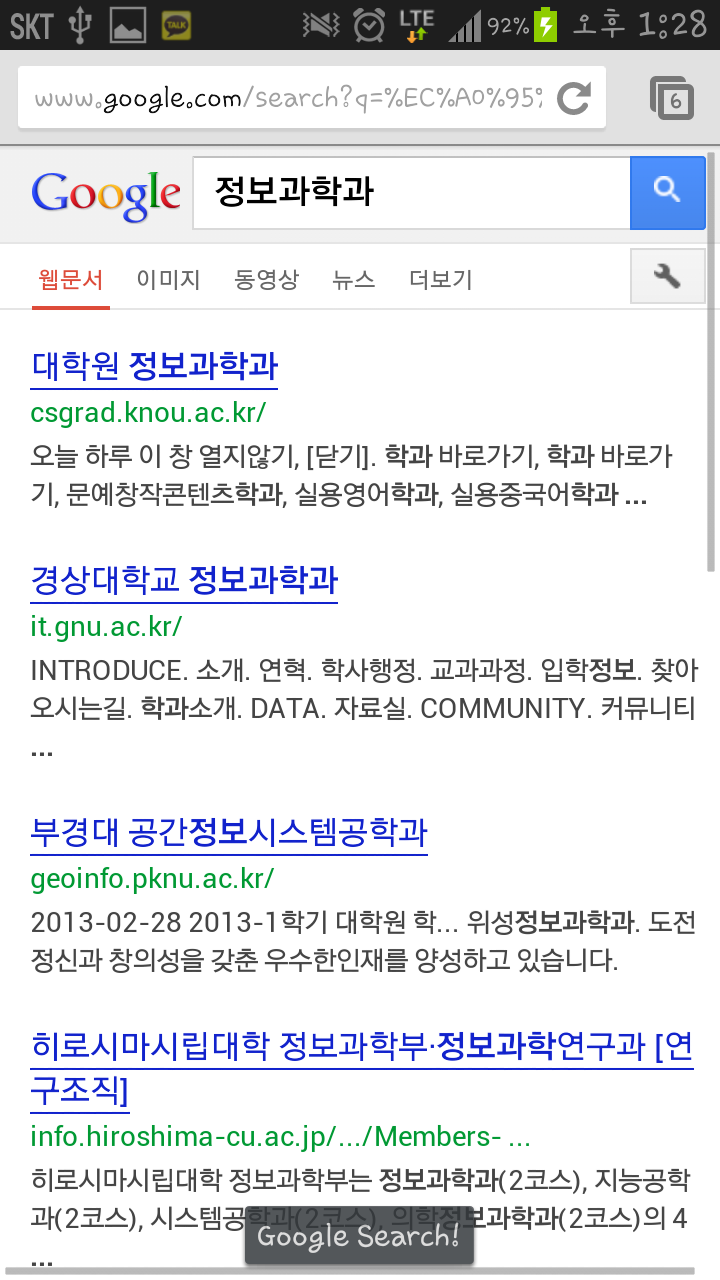 SKT TALK LTE 92% 오후 1:28
www.google.com/search?q=%EC%A0%95% 6
Google 정보과학과
웹문서 이미지 동영상 뉴스 더보기
대학원 정보과학과
csgrad.knou.ac.kr/
오늘 하루 이 창 열지않기, [닫기]. 학과 바로가기, 학과 바로가
기, 문예창작콘텐츠학과, 실용영어학과, 실용중국어학과 ...
경상대학교 정보과학과
it.gnu.ac.kr/
INTRODUCE. 소개. 연혁. 학사행정. 교과과정. 입학정보. 찾아
오시는길. 학과소개. DATA. 자료실. COMMUNITY. 커뮤니티
...
부경대 공간정보시스템공학과
geoinfo.pknu.ac.kr/
2013-02-28 2013-1학기 대학원 학... 위성정보과학과. 도전
정신과 창의성을 갖춘 우수한인재를 양성하고 있습니다.
히로시마시립대학 정보과학부·정보과학연구과 [연
구조직]
info.hiroshima-cu.ac.jp/.../Members- ...
히로시마시립대학 정보과학부는 정보과학과(2코스), 지능공학
과(2코스), 시스템공학과(2코스), 의학정보과학과(2코스)의 4
...
Google Search!